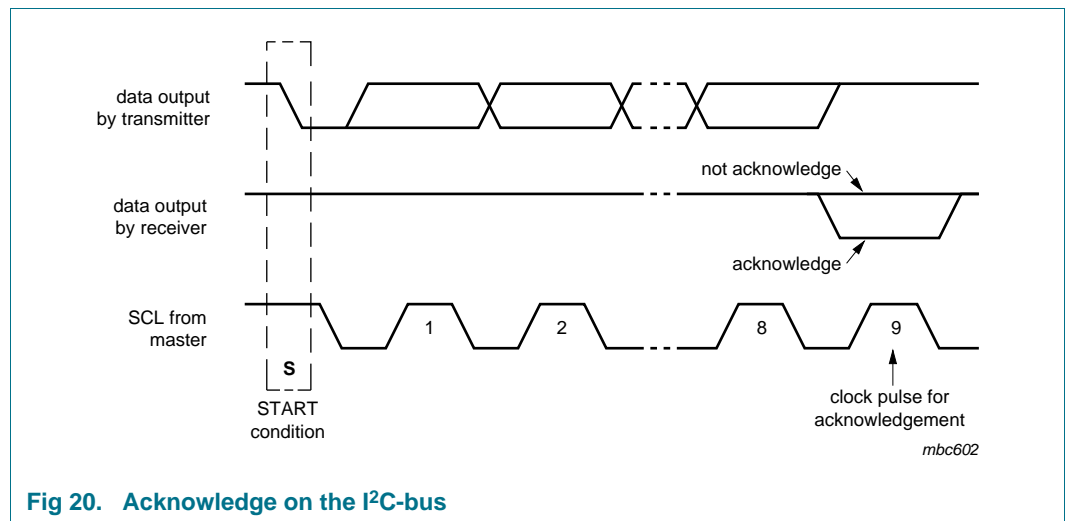 data output
by transmitter
not acknowledge
data output
by receiver
acknowledge
SCL from
master
1
2
8
9
S
START
condition
clock pulse for
acknowledgement
mbc602
Fig 20. Acknowledge on the I²C-bus